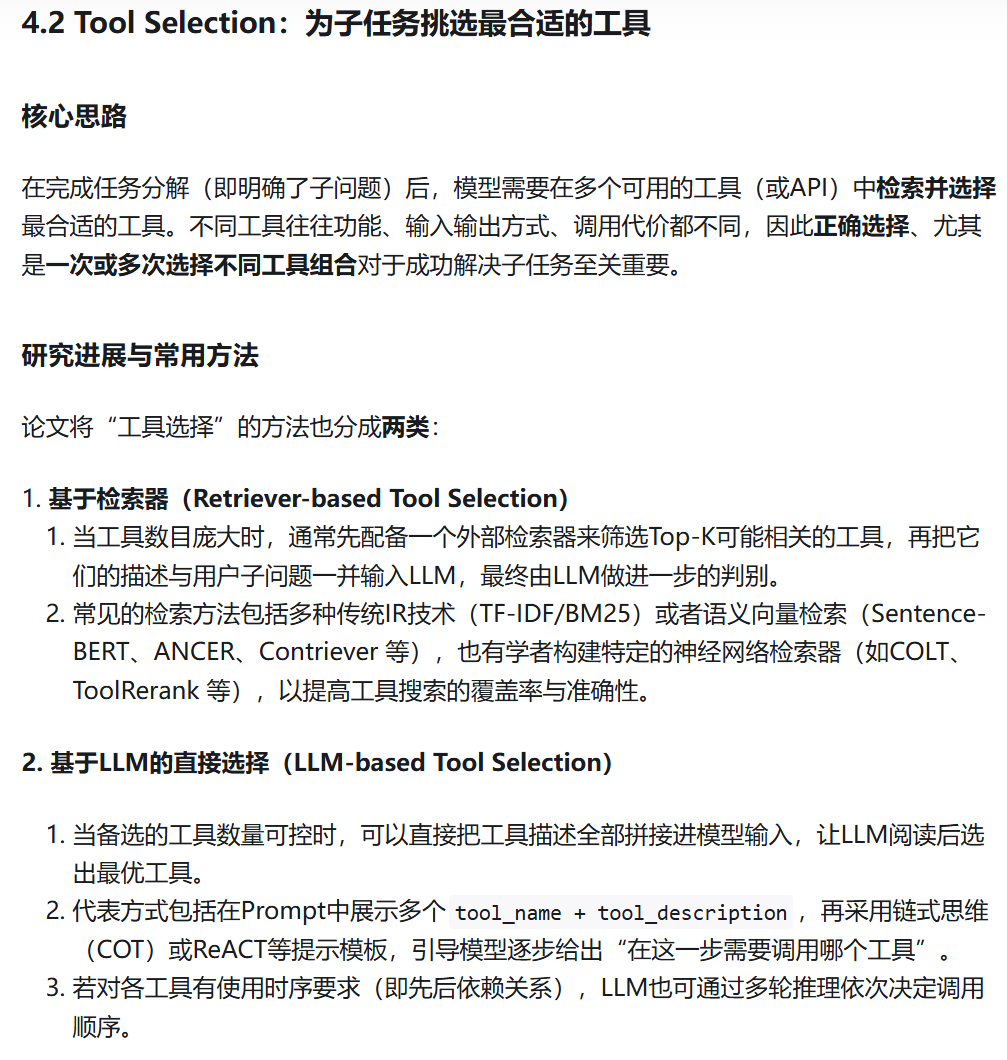 4.2 Tool Selection：为子任务挑选最合适的工具
核心思路
在完成任务分解（即明确了子问题）后，模型需要在多个可用的工具（或API）中检索并选择
最合适的工具。不同工具往往功能、输入输出方式、调用代价都不同，因此正确选择、尤其
是一次或多次选择不同工具组合对于成功解决子任务至关重要。
研究进展与常用方法
论文将“工具选择”的方法也分成两类：
1. 基于检索器（Retriever-based Tool Selection）
1. 当工具数目庞大时，通常先配备一个外部检索器来筛选Top-K可能相关的工具，再把它
们的描述与用户子问题一并输入LLM，最终由LLM做进一步的判别。
2. 常见的检索方法包括多种传统IR技术（TF-IDF/BM25）或者语义向量检索（Sentence-
BERT、ANCER、Contriever 等），也有学者构建特定的神经网络检索器（如COLT、
ToolRerank 等），以提高工具搜索的覆盖率与准确性。
2. 基于LLM的直接选择（LLM-based Tool Selection）
1. 当备选的工具数量可控时，可以直接把工具描述全部拼接进模型输入，让LLM阅读后选
出最优工具。
2. 代表方式包括在Prompt中展示多个 tool_name + tool_description ，再采用链式思维
（COT）或ReACT等提示模板，引导模型逐步给出“在这一步需要调用哪个工具”。
3. 若对各工具有使用时序要求（即先后依赖关系），LLM也可通过多轮推理依次决定调用
顺序。